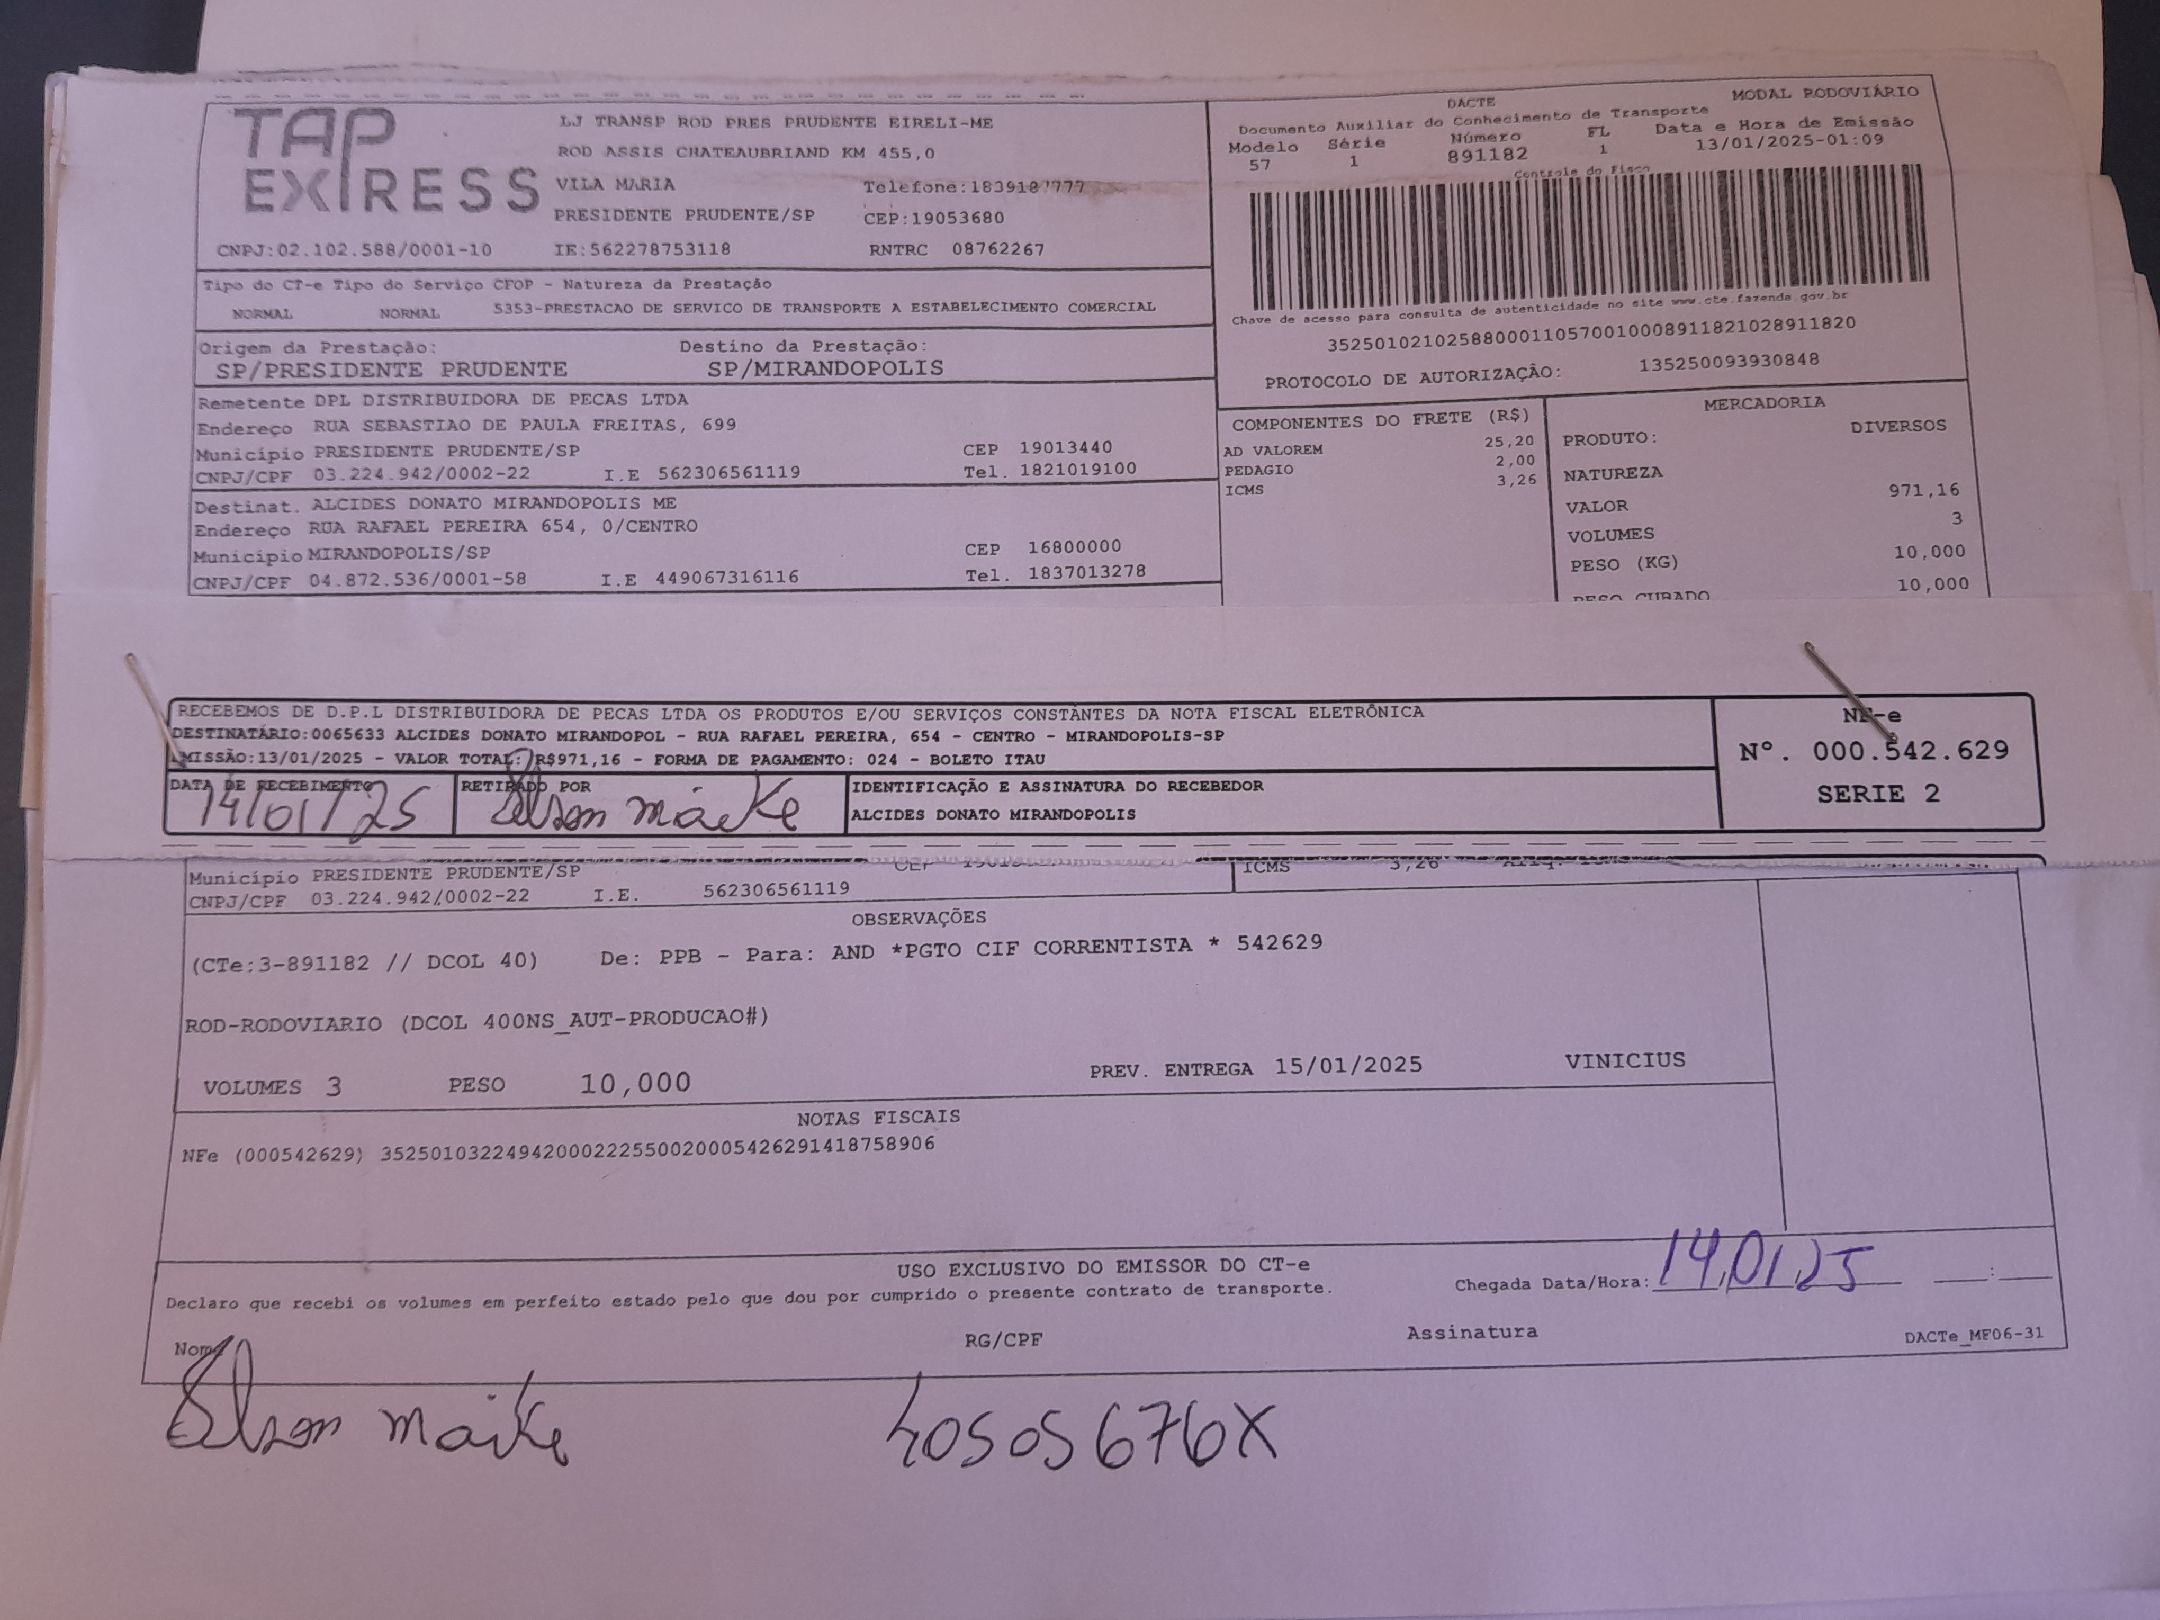 TAP EXPRESS
LJ TRANSP ROD PRES PRUDENTE EIRELI-ME
ROD ASSIS CHATEAUBRIAND KM 455,0
VILA MARIA Telefone:1839187777
PRESIDENTE PRUDENTE/SP CEP:19053680
CNPJ:02.102.588/0001-10 IE:562278753118 RNTRC 08762267
DACTE MODAL RODOVIÁRIO
Documento Auxiliar do Conhecimento de Transporte
Modelo Série Número FL Data e Hora de Emissão
57 1 891182 1 13/01/2025-01:09
Controle do Fisco
Chave de acesso para consulta de autenticidade no site www.cte.fazenda.gov.br
35250102102588000110570010008911821028911820
PROTOCOLO DE AUTORIZAÇÃO: 135250093930848
Tipo do CT-e Tipo do Serviço CFOP - Natureza da Prestação
NORMAL NORMAL 5353-PRESTACAO DE SERVICO DE TRANSPORTE A ESTABELECIMENTO COMERCIAL
Origem da Prestação: Destino da Prestação:
SP/PRESIDENTE PRUDENTE SP/MIRANDOPOLIS
Remetente DPL DISTRIBUIDORA DE PECAS LTDA
Endereço RUA SEBASTIAO DE PAULA FREITAS, 699
Município PRESIDENTE PRUDENTE/SP CEP 19013440
CNPJ/CPF 03.224.942/0002-22 I.E 562306561119 Tel. 1821019100
Destinat. ALCIDES DONATO MIRANDOPOLIS ME
Endereço RUA RAFAEL PEREIRA 654, 0/CENTRO
Município MIRANDOPOLIS/SP CEP 16800000
CNPJ/CPF 04.872.536/0001-58 I.E 449067316116 Tel. 1837013278
COMPONENTES DO FRETE (R$)
AD VALOREM 25,20
PEDAGIO 2,00
ICMS 3,26
MERCADORIA
PRODUTO: DIVERSOS
NATUREZA
VALOR 971,16
VOLUMES 3
PESO (KG) 10,000
PESO CUBADO 10,000
RECEBEMOS DE D.P.L DISTRIBUIDORA DE PECAS LTDA OS PRODUTOS E/OU SERVIÇOS CONSTANTES DA NOTA FISCAL ELETRÔNICA
DESTINATÁRIO:0065633 ALCIDES DONATO MIRANDOPOL - RUA RAFAEL PEREIRA, 654 - CENTRO - MIRANDOPOLIS-SP
EMISSÃO:13/01/2025 - VALOR TOTAL: R$971,16 - FORMA DE PAGAMENTO: 024 - BOLETO ITAU
NF-e
Nº. 000.542.629
SERIE 2
DATA DE RECEBIMENTO RETIRADO POR IDENTIFICAÇÃO E ASSINATURA DO RECEBEDOR
14/01/25 Elson maike ALCIDES DONATO MIRANDOPOLIS
ICMS 3,26
Município PRESIDENTE PRUDENTE/SP
CNPJ/CPF 03.224.942/0002-22 I.E. 562306561119
OBSERVAÇÕES
(CTe:3-891182 // DCOL 40) De: PPB - Para: AND *PGTO CIF CORRENTISTA * 542629
ROD-RODOVIARIO (DCOL 400NS_AUT-PRODUCAO#)
VOLUMES 3 PESO 10,000 PREV. ENTREGA 15/01/2025 VINICIUS
NOTAS FISCAIS
NFe (000542629) 35250103224942000222550020005426291418758906
USO EXCLUSIVO DO EMISSOR DO CT-e
Declaro que recebi os volumes em perfeito estado pelo que dou por cumprido o presente contrato de transporte.
Chegada Data/Hora: 14,01,25 :
Nome RG/CPF Assinatura DACTe_MF06-31
Elson maike 40505676X